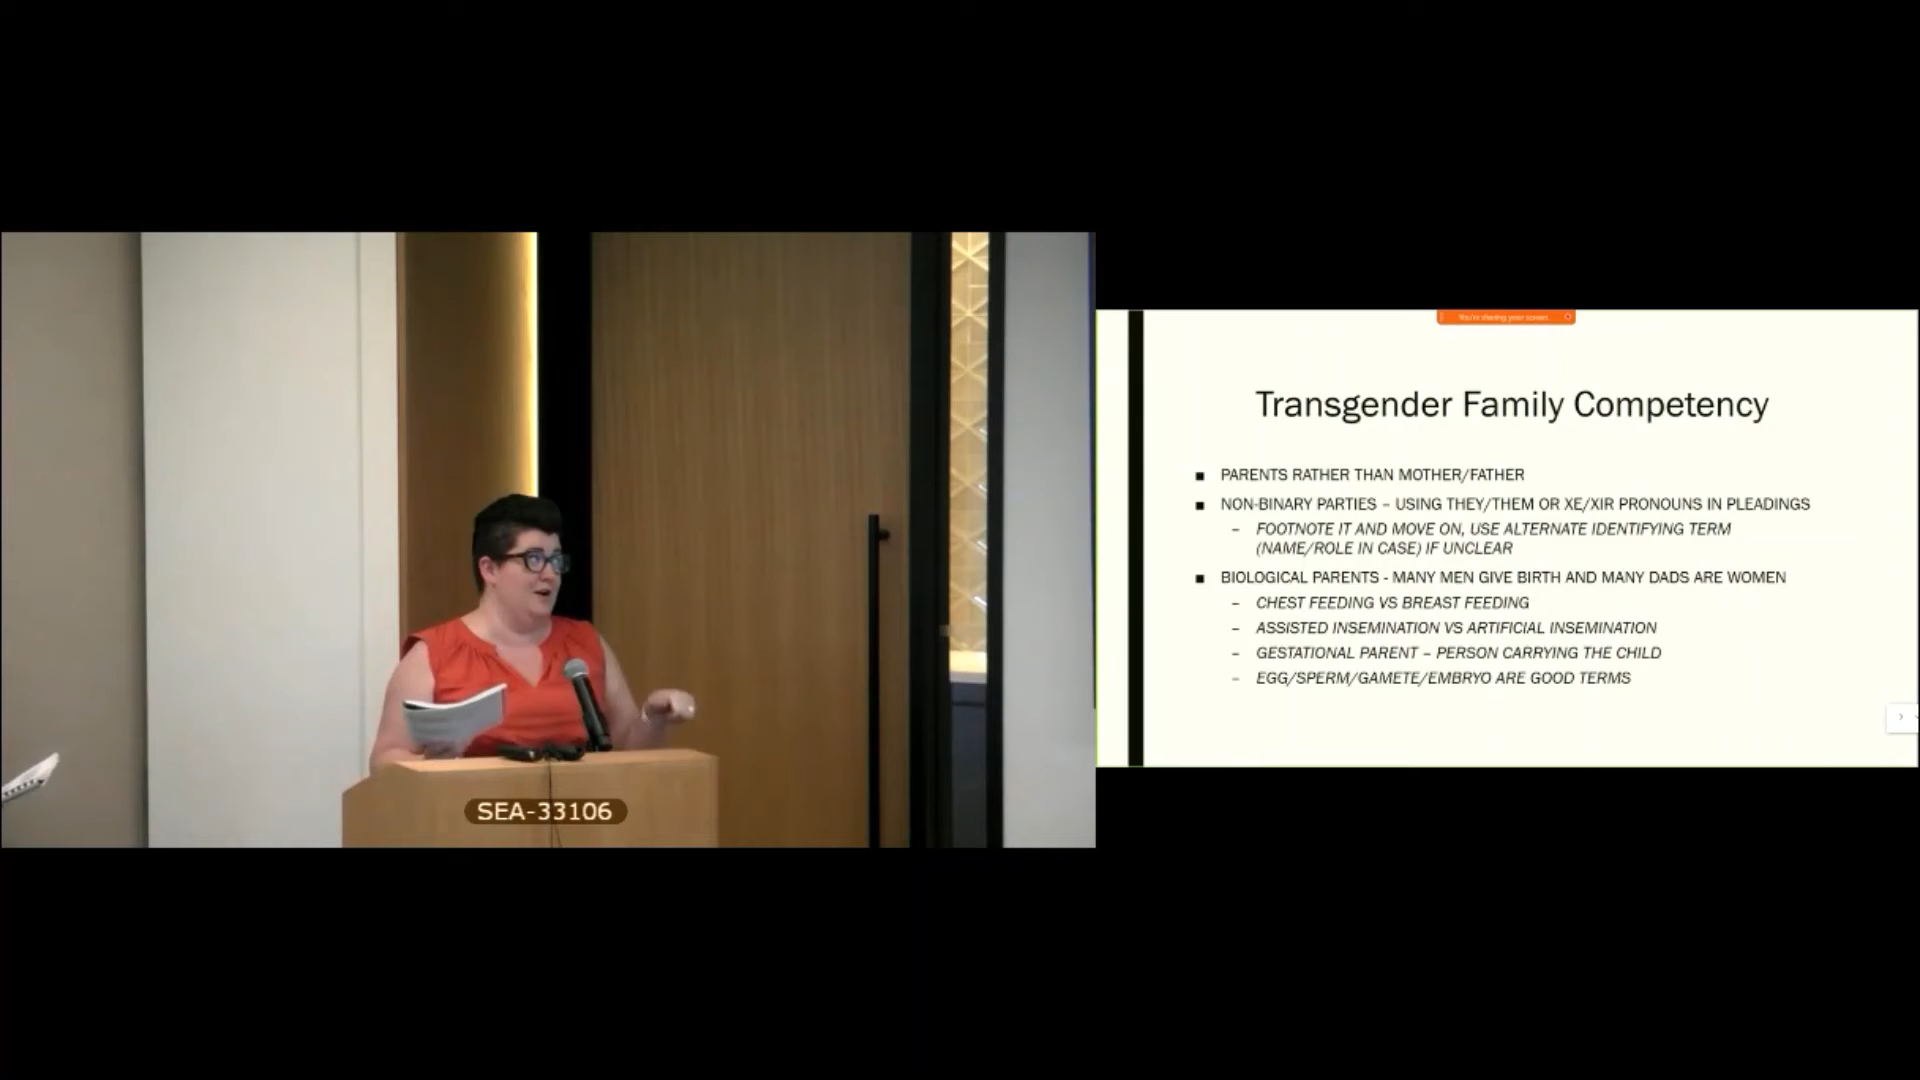 SEA-33106
You're sharing your screen.
Transgender Family Competency
PARENTS RATHER THAN MOTHER/FATHER
NON-BINARY PARTIES – USING THEY/THEM OR XE/XIR PRONOUNS IN PLEADINGS
– FOOTNOTE IT AND MOVE ON, USE ALTERNATE IDENTIFYING TERM
(NAME/ROLE IN CASE) IF UNCLEAR
BIOLOGICAL PARENTS - MANY MEN GIVE BIRTH AND MANY DADS ARE WOMEN
– CHEST FEEDING VS BREAST FEEDING
– ASSISTED INSEMINATION VS ARTIFICIAL INSEMINATION
– GESTATIONAL PARENT – PERSON CARRYING THE CHILD
– EGG/SPERM/GAMETE/EMBRYO ARE GOOD TERMS